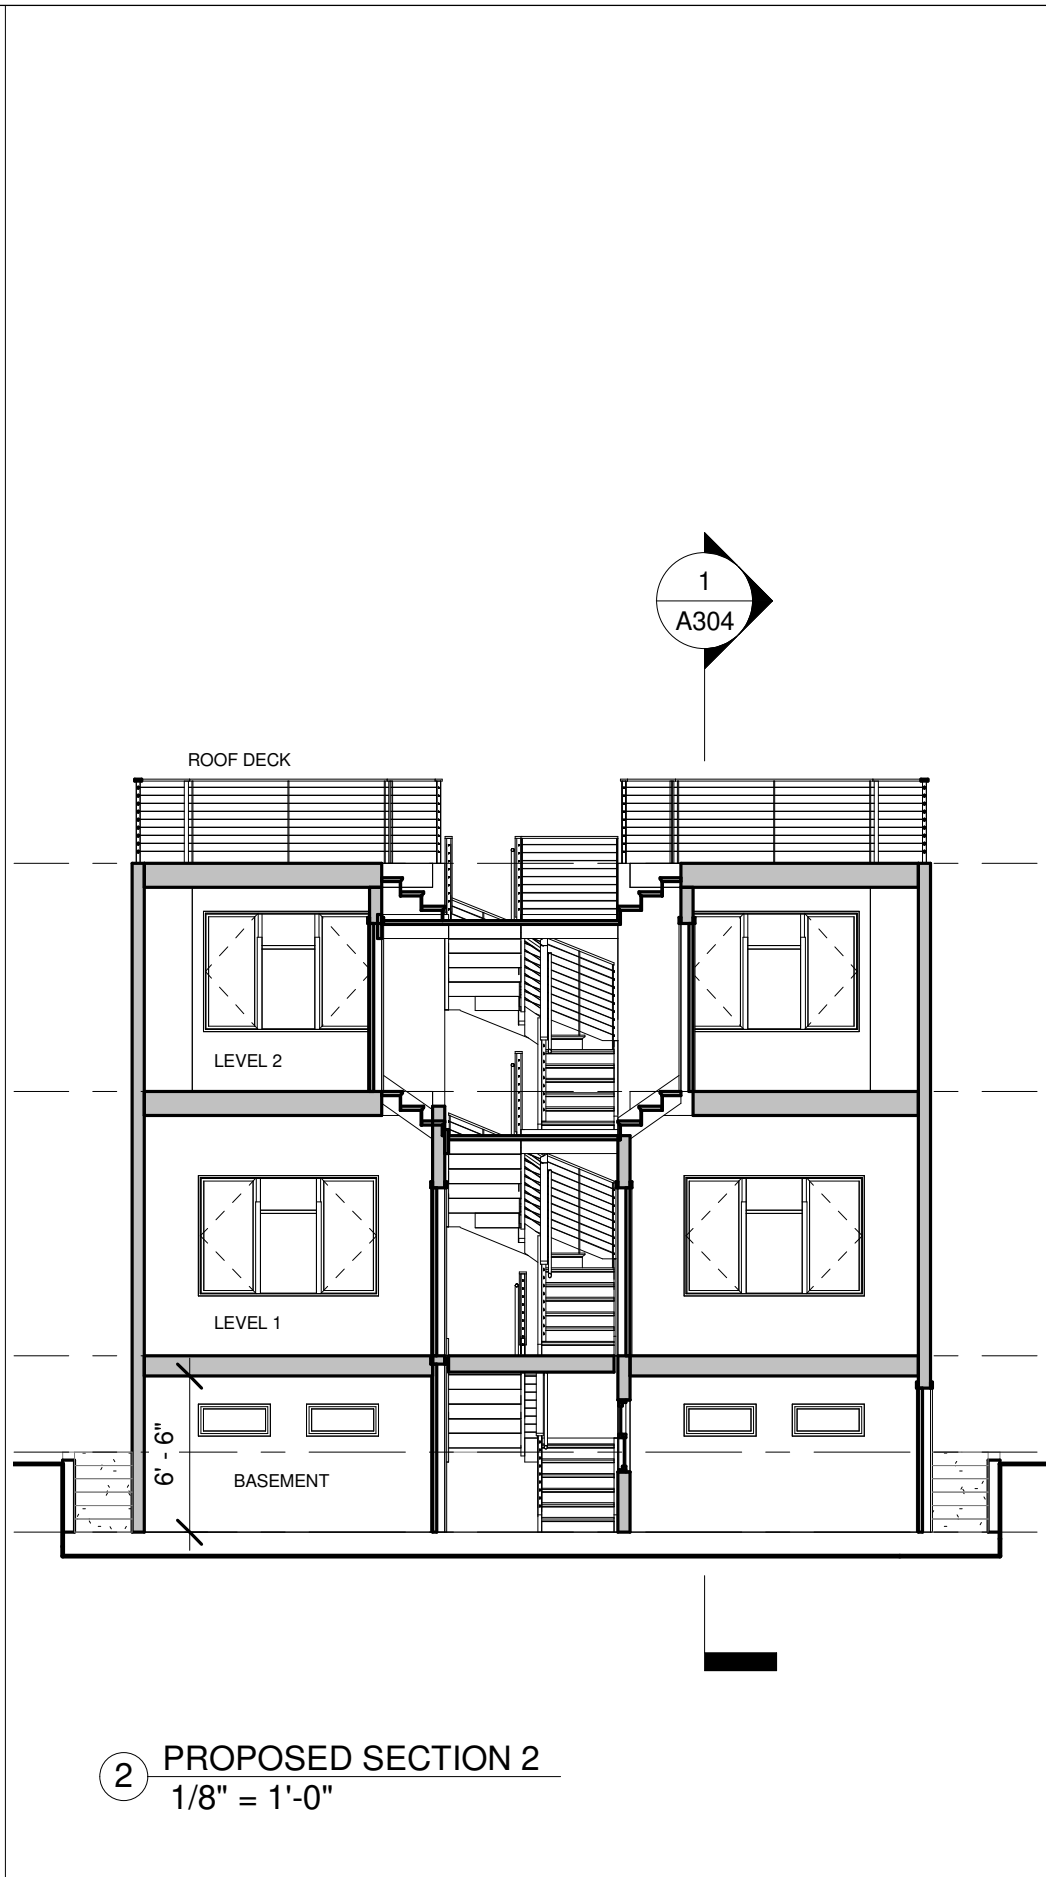 1
A304
ROOF DECK
LEVEL 2
LEVEL 1
6' - 6"
BASEMENT
2
PROPOSED SECTION 2
1/8" = 1'-0"